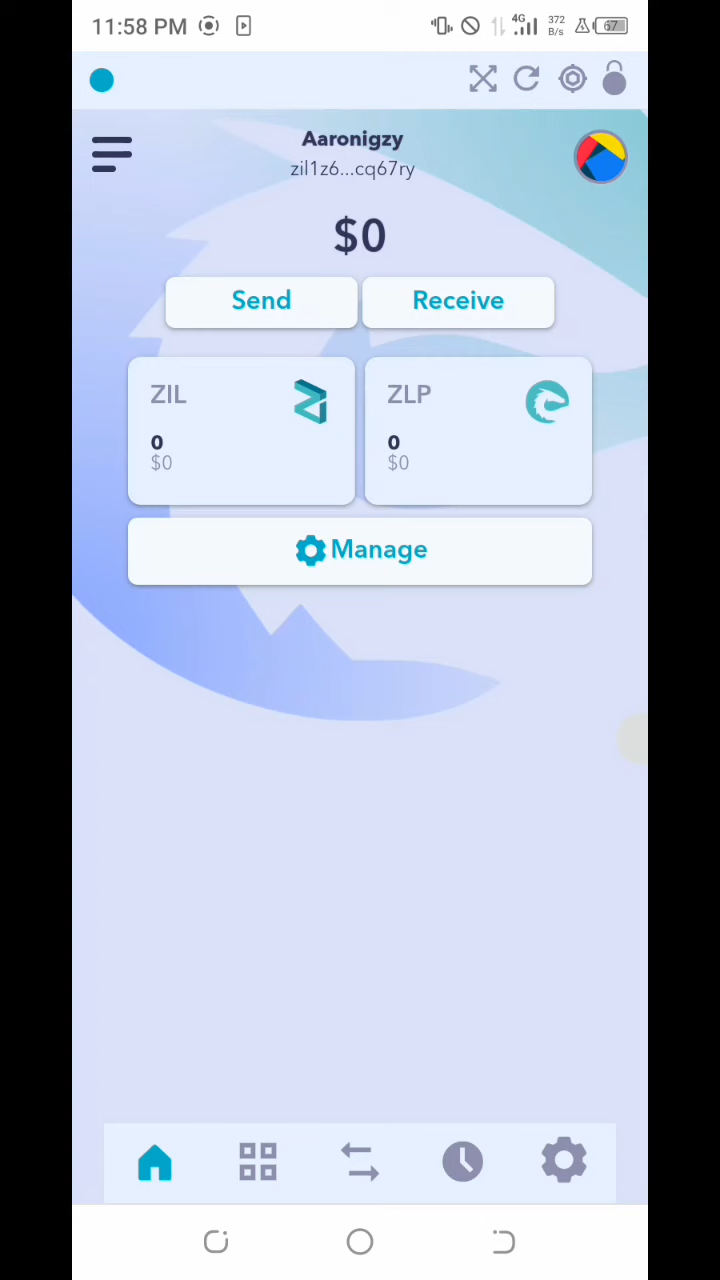 11:58 PM
4G
372
B/s
67
Aaronigzy
zil1z6...cq67ry
$0
Send
Receive
ZIL
0
$0
ZLP
0
$0
Manage